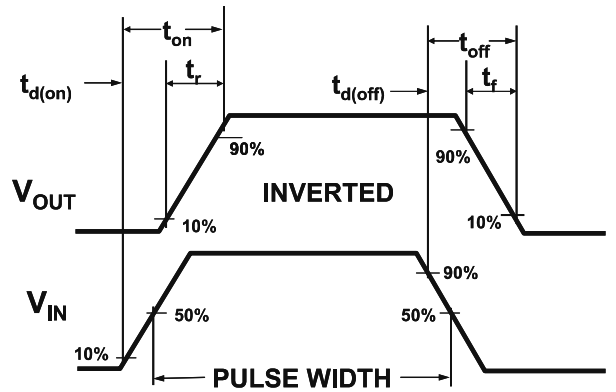 t_on
t_off
t_d(on)
t_r
t_d(off)
t_f
90%
90%
V_OUT
INVERTED
10%
10%
90%
V_IN
50%
50%
10%
PULSE WIDTH